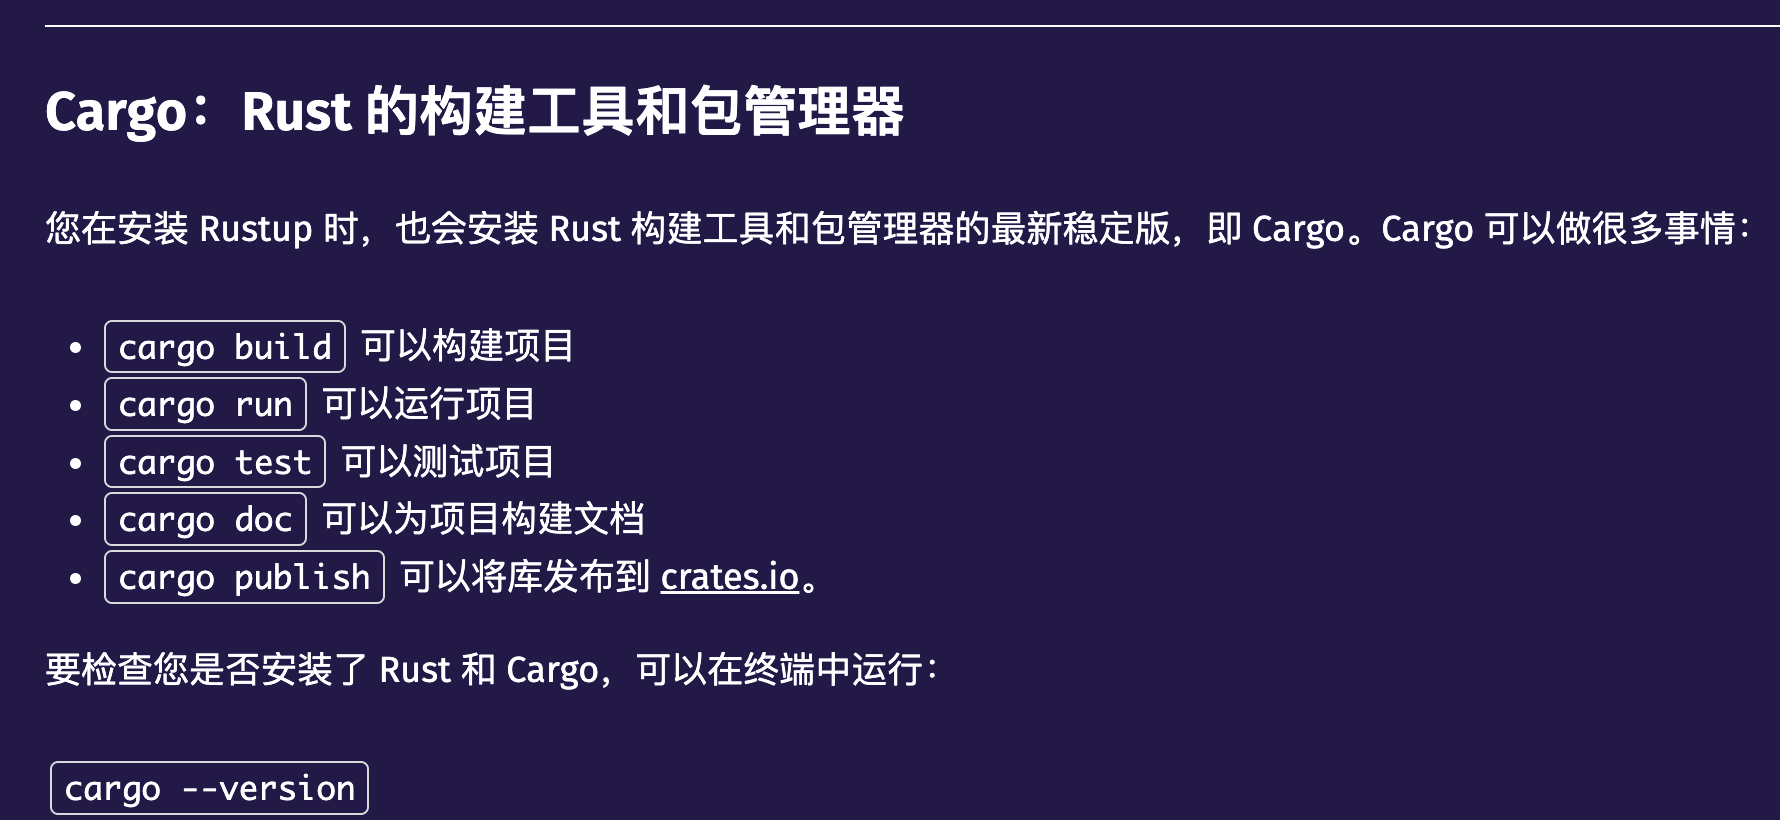 Cargo：Rust 的构建工具和包管理器
您在安装 Rustup 时，也会安装 Rust 构建工具和包管理器的最新稳定版，即 Cargo。Cargo 可以做很多事情：
• cargo build 可以构建项目
• cargo run 可以运行项目
• cargo test 可以测试项目
• cargo doc 可以为项目构建文档
• cargo publish 可以将库发布到 crates.io。
要检查您是否安装了 Rust 和 Cargo，可以在终端中运行：
cargo --version